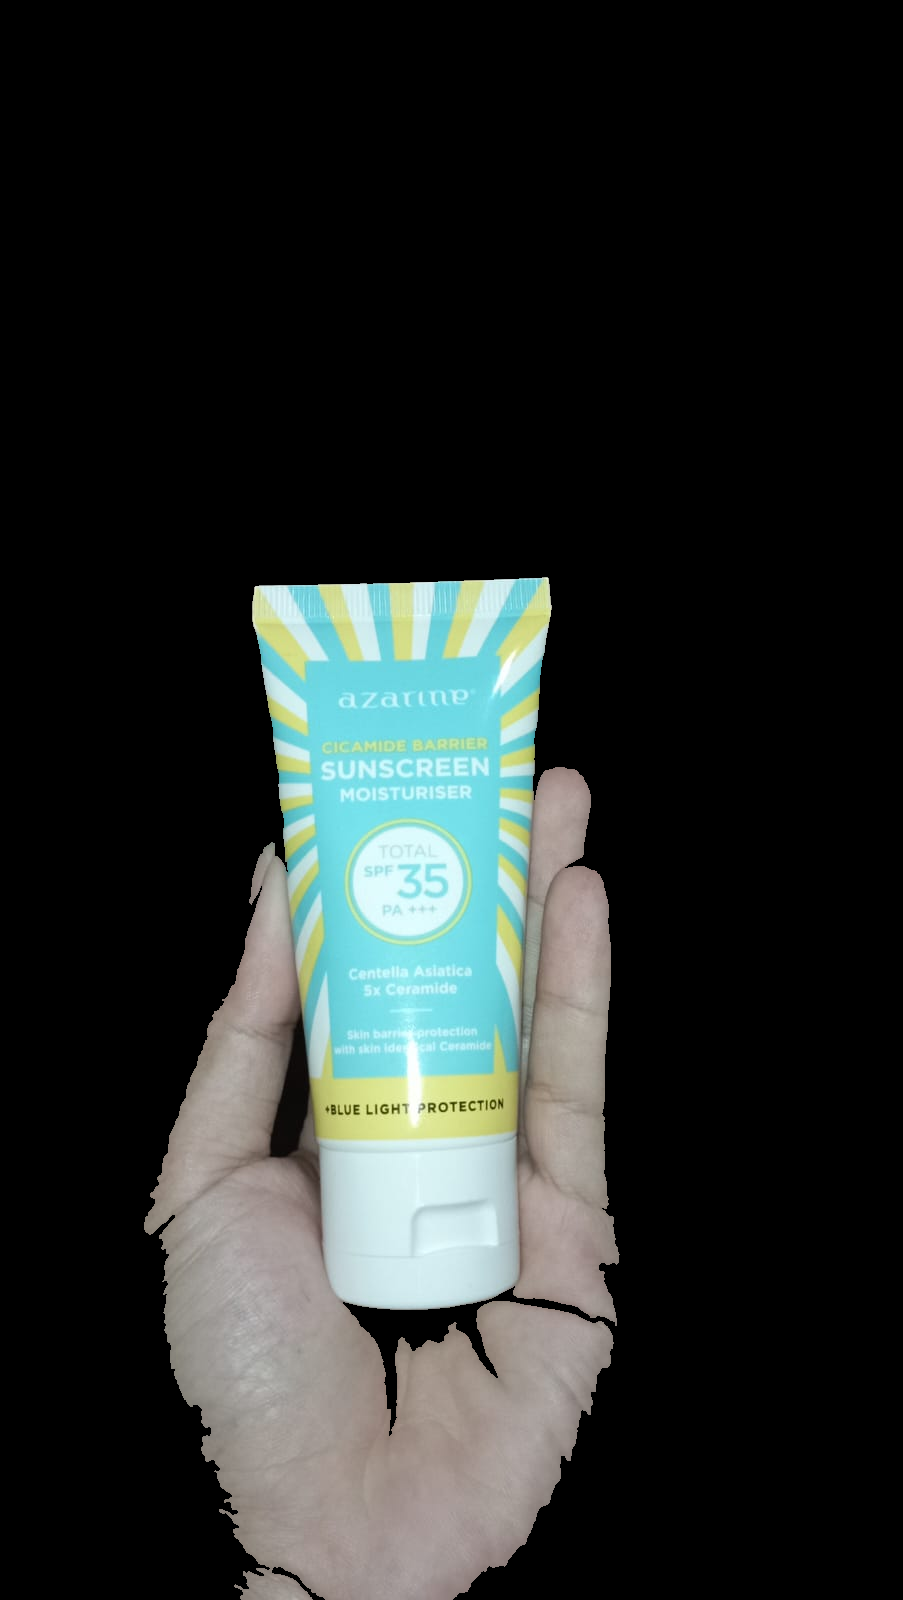 azarine
CICAMIDE BARRIER
SUNSCREEN
MOISTURISER
TOTAL
SPF 35
PA +++
Centella Asiatica
5x Ceramide
Skin barrier protection
with skin identical Ceramide
+BLUE LIGHT PROTECTION